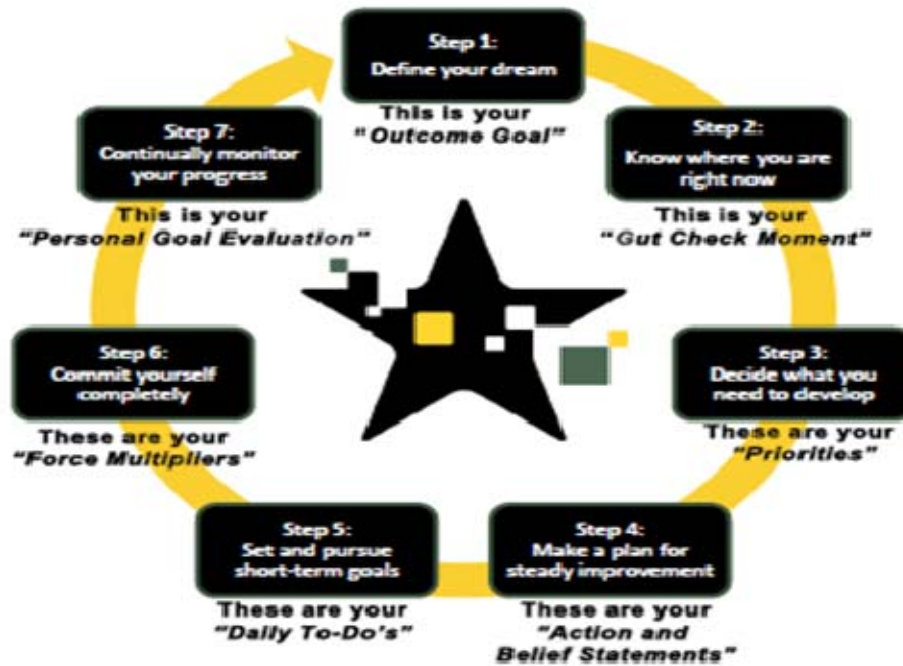 Step 1:
Define your dream
This is your
"Outcome Goal"
Step 2:
Know where you are
right now
This is your
"Gut Check Moment"
Step 3:
Decide what you
need to develop
These are your
"Priorities"
Step 4:
Make a plan for
steady improvement
These are your
"Action and
Belief Statements"
Step 5:
Set and pursue
short-term goals
These are your
"Daily To-Do's"
Step 6:
Commit yourself
completely
These are your
"Force Multipliers"
Step 7:
Continually monitor
your progress
This is your
"Personal Goal Evaluation"